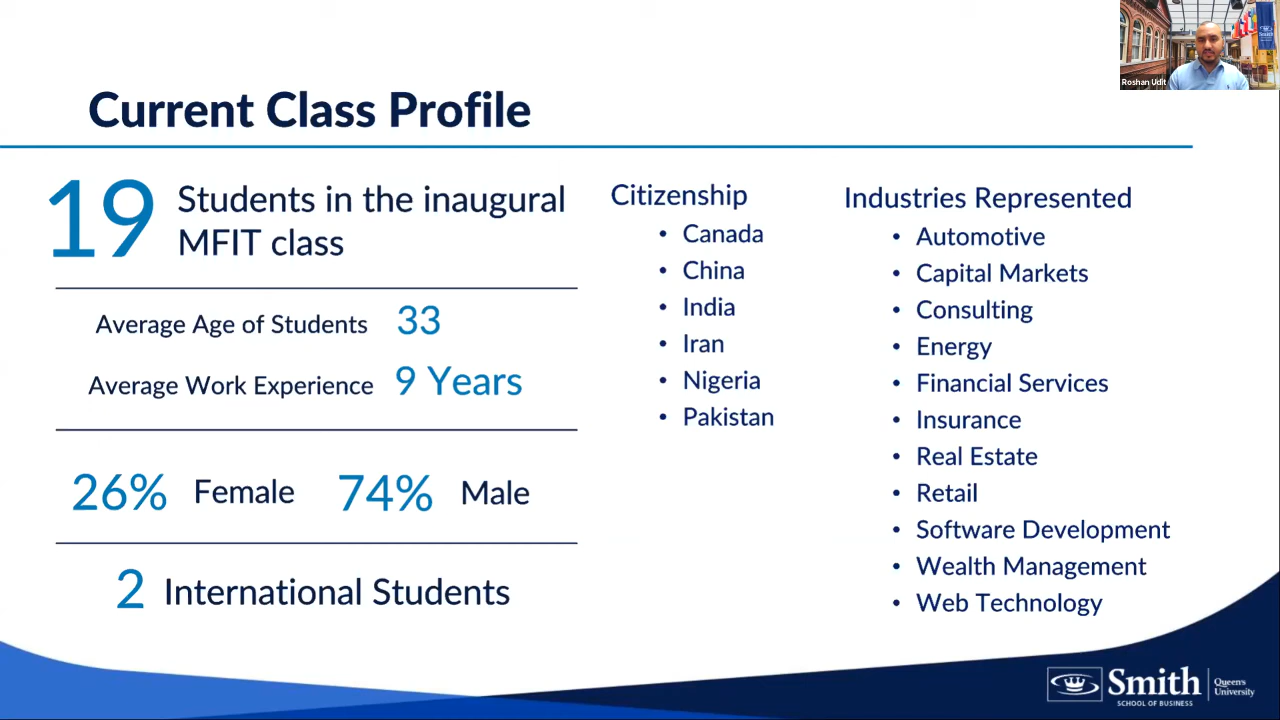 Roshan Udit
Current Class Profile
19
Students in the inaugural
MFIT class
Average Age of Students 33
Average Work Experience 9 Years
26% Female 74% Male
2 International Students
Citizenship
• Canada
• China
• India
• Iran
• Nigeria
• Pakistan
Industries Represented
• Automotive
• Capital Markets
• Consulting
• Energy
• Financial Services
• Insurance
• Real Estate
• Retail
• Software Development
• Wealth Management
• Web Technology
Smith
SCHOOL OF BUSINESS
Queen's
University